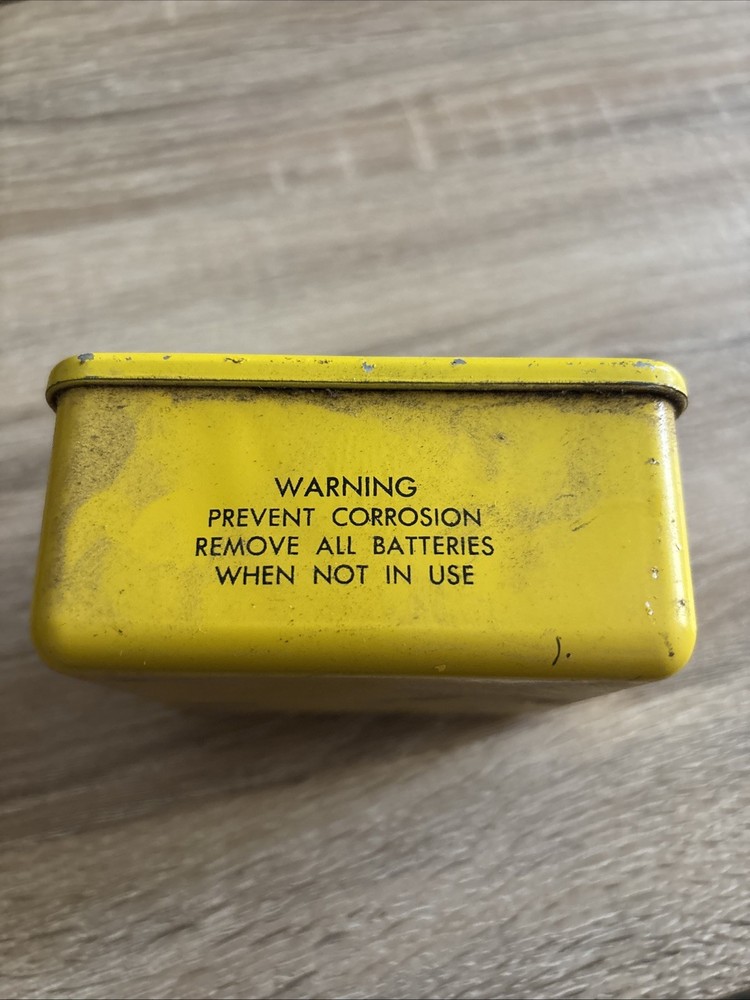 WARNING
PREVENT CORROSION
REMOVE ALL BATTERIES
WHEN NOT IN USE